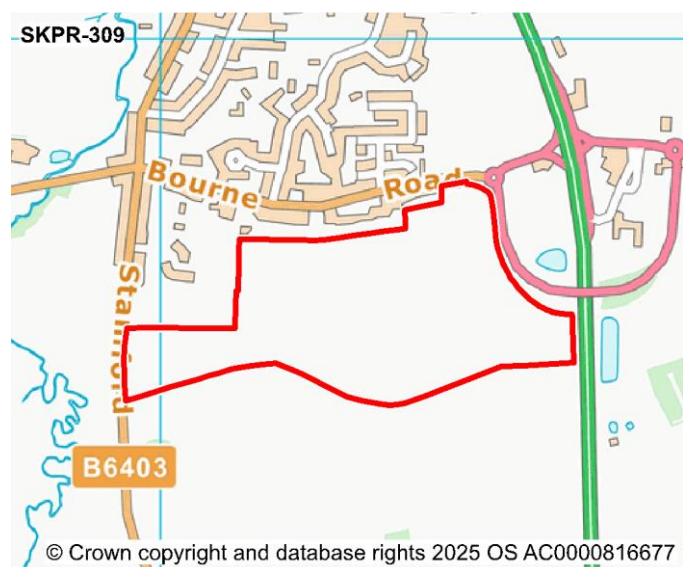 SKPR-309
Bourne Road
Stamford
B6403
© Crown copyright and database rights 2025 OS AC0000816677